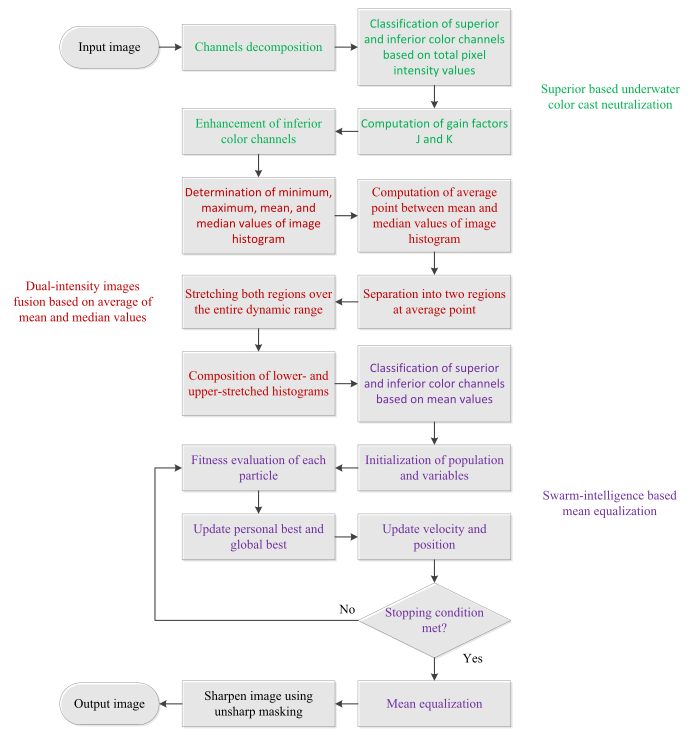 Input image
Channels decomposition
Classification of superior
and inferior color channels
based on total pixel
intensity values
Superior based underwater
color cast neutralization
Enhancement of inferior
color channels
Computation of gain factors
J and K
Determination of minimum,
maximum, mean, and
median values of image
histogram
Computation of average
point between mean and
median values of image
histogram
Dual-intensity images
fusion based on average of
mean and median values
Stretching both regions over
the entire dynamic range
Separation into two regions
at average point
Composition of lower- and
upper-stretched histograms
Classification of superior
and inferior color channels
based on mean values
Fitness evaluation of each
particle
Initialization of population
and variables
Swarm-intelligence based
mean equalization
Update personal best and
global best
Update velocity and
position
Stopping condition
met?
No
Yes
Output image
Sharpen image using
unsharp masking
Mean equalization